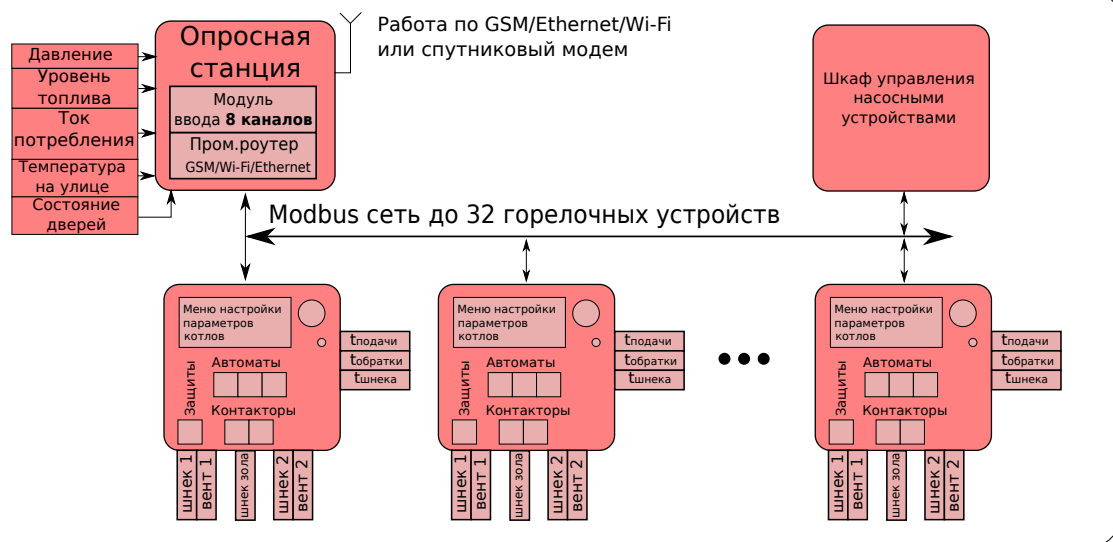 Опросная
станция
Модуль
ввода 8 каналов
Пром.роутер
GSM/Wi-Fi/Ethernet
Работа по GSM/Ethernet/Wi-Fi
или спутниковый модем
Давление
Уровень
топлива
Ток
потребления
Температура
на улице
Состояние
дверей
Шкаф управления
насосными
устройствами
Modbus сеть до 32 горелочных устройств
Меню настройки
параметров
котлов
Автоматы
Защиты
Контакторы
tподачи
tобратки
tшнека
шнек 1
вент 1
шнек зола
шнек 2
вент 2
Меню настройки
параметров
котлов
Автоматы
Защиты
Контакторы
tподачи
tобратки
tшнека
шнек 1
вент 1
шнек зола
шнек 2
вент 2
Меню настройки
параметров
котлов
Автоматы
Защиты
Контакторы
tподачи
tобратки
tшнека
шнек 1
вент 1
шнек зола
шнек 2
вент 2